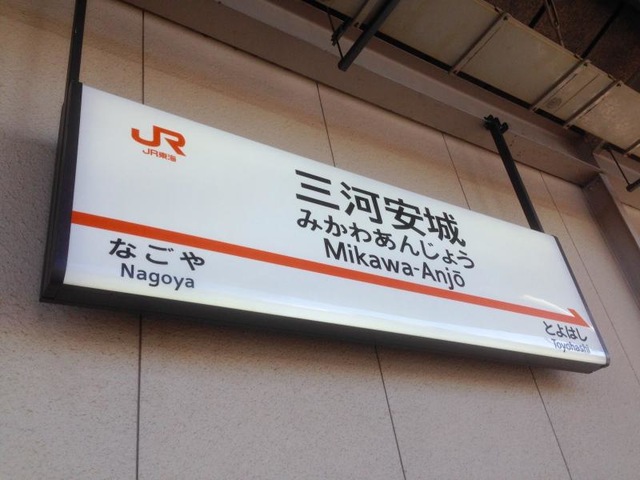 JR
JR東海
三河安城
みかわあんじょう
Mikawa-Anjō
なごや
Nagoya
とよはし
Toyohashi